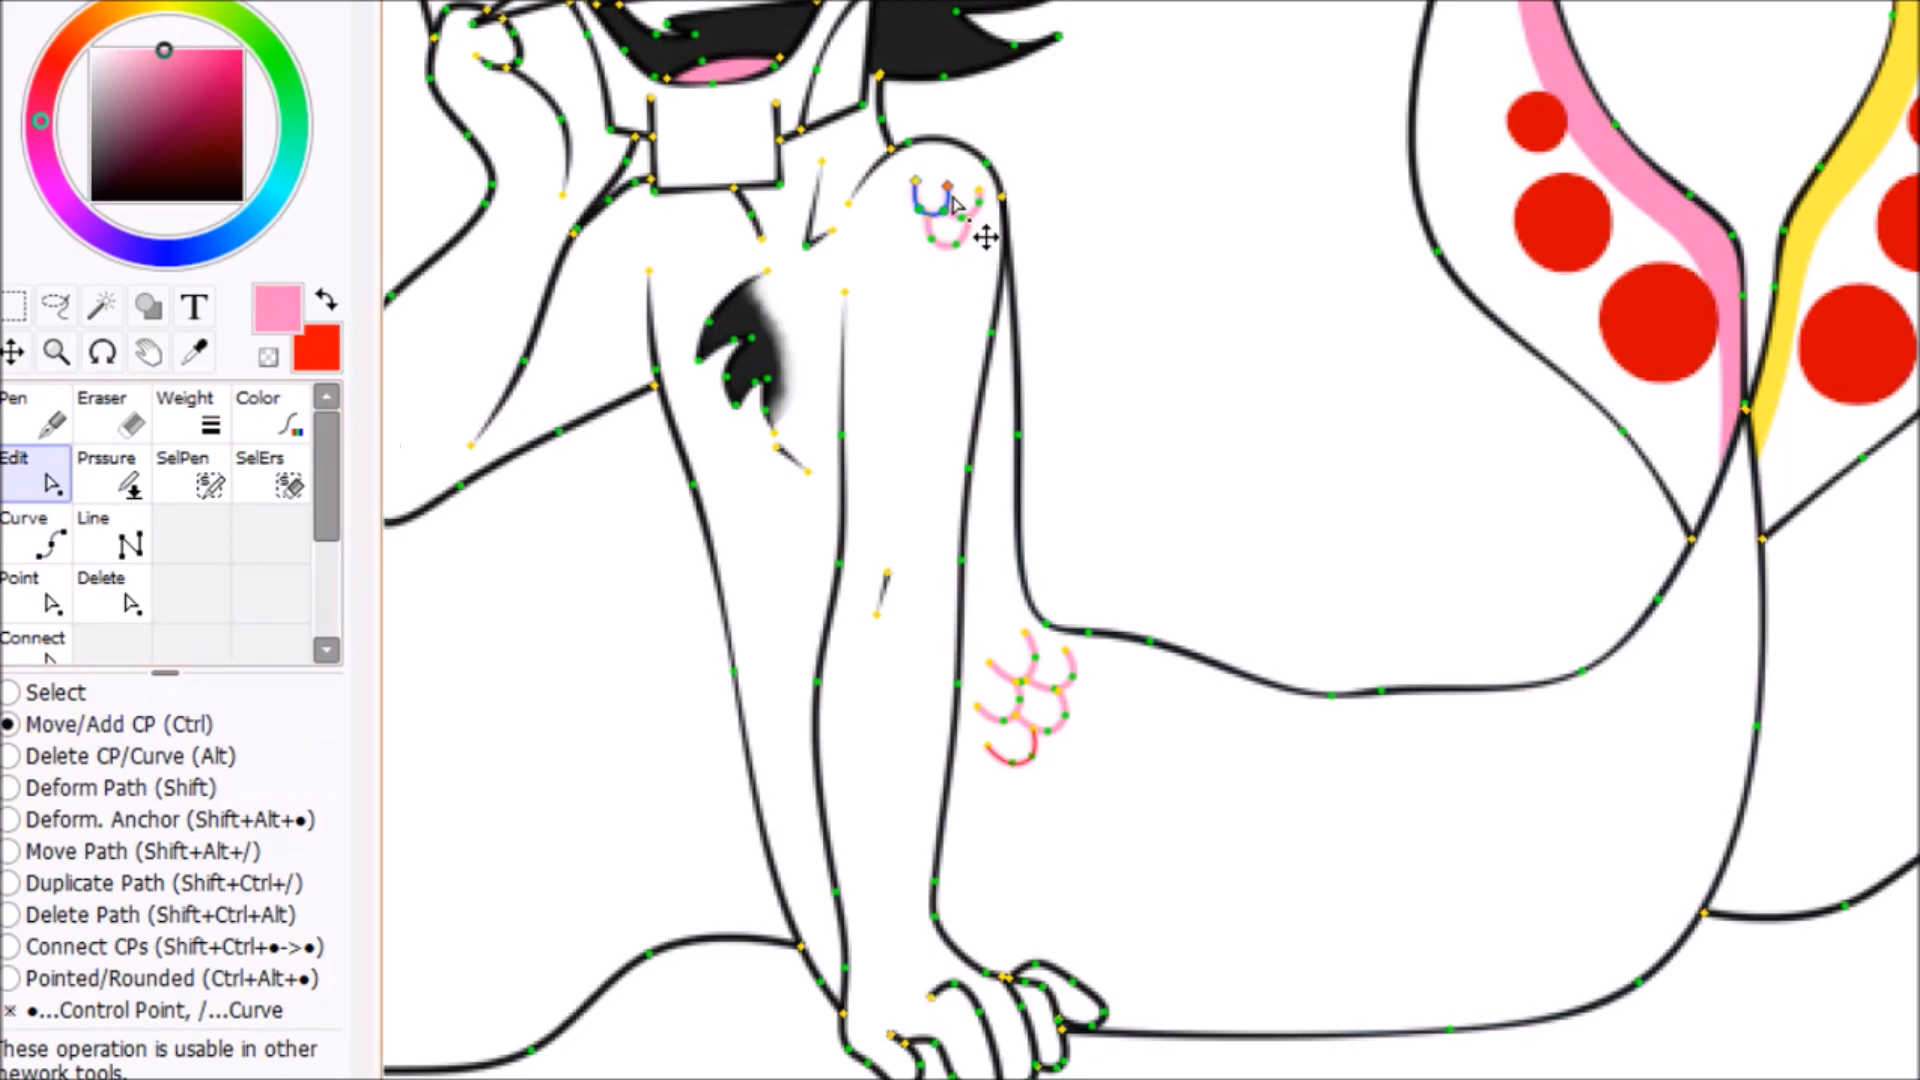 T
Pen Eraser Weight Color
Edit Prssure SelPen SelErs
Curve Line
Point Delete
Connect
Select
Move/Add CP (Ctrl)
Delete CP/Curve (Alt)
Deform Path (Shift)
Deform. Anchor (Shift+Alt+●)
Move Path (Shift+Alt+/)
Duplicate Path (Shift+Ctrl+/)
Delete Path (Shift+Ctrl+Alt)
Connect CPs (Shift+Ctrl+●->●)
Pointed/Rounded (Ctrl+Alt+●)
※ ●...Control Point, /...Curve
These operation is usable in other
nework tools.